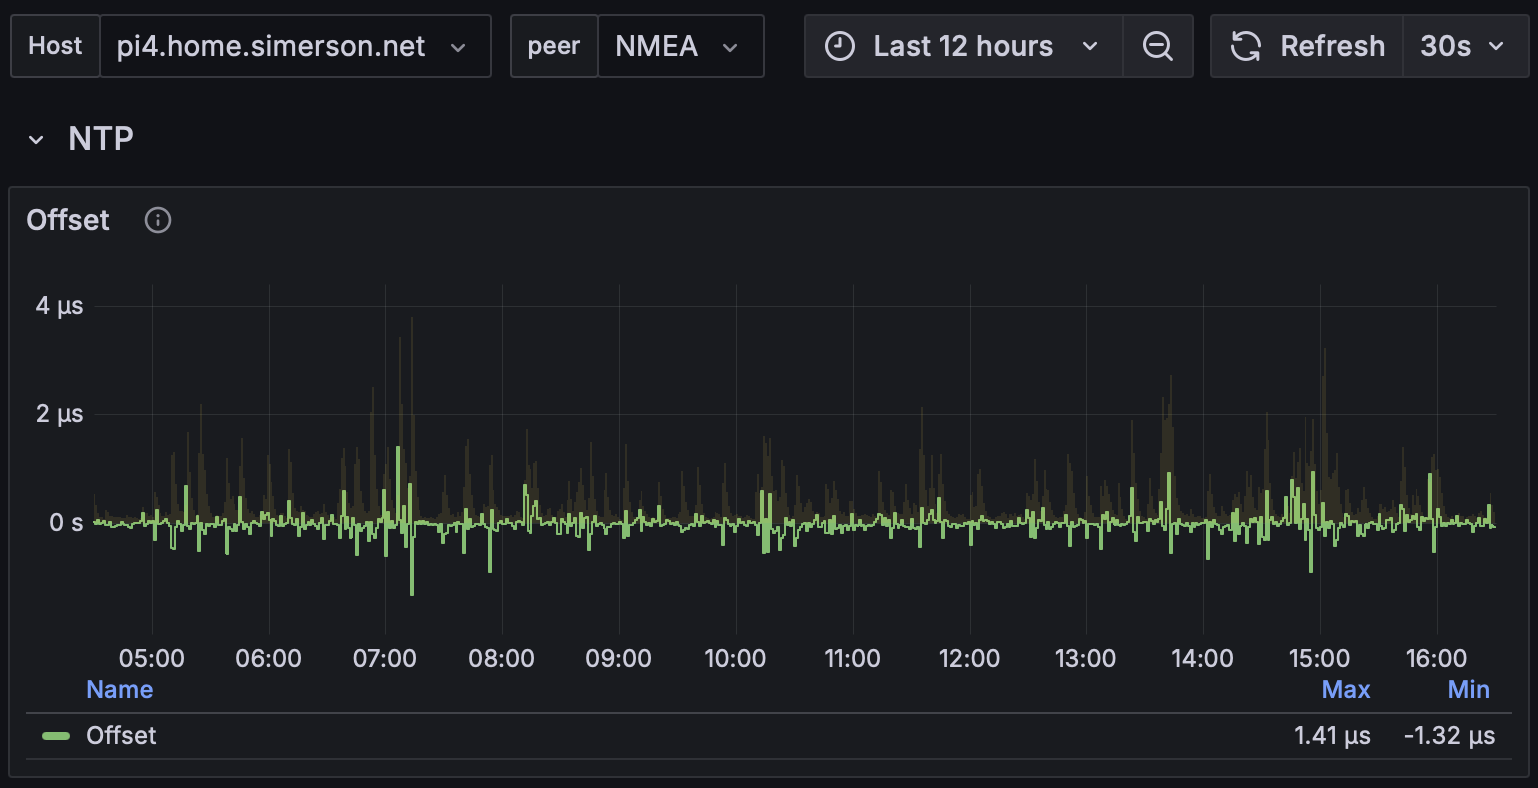 Host pi4.home.simerson.net peer NMEA Last 12 hours Refresh 30s
NTP
Offset
4 µs
2 µs
0 s
05:00 06:00 07:00 08:00 09:00 10:00 11:00 12:00 13:00 14:00 15:00 16:00
Name Max Min
Offset 1.41 µs -1.32 µs